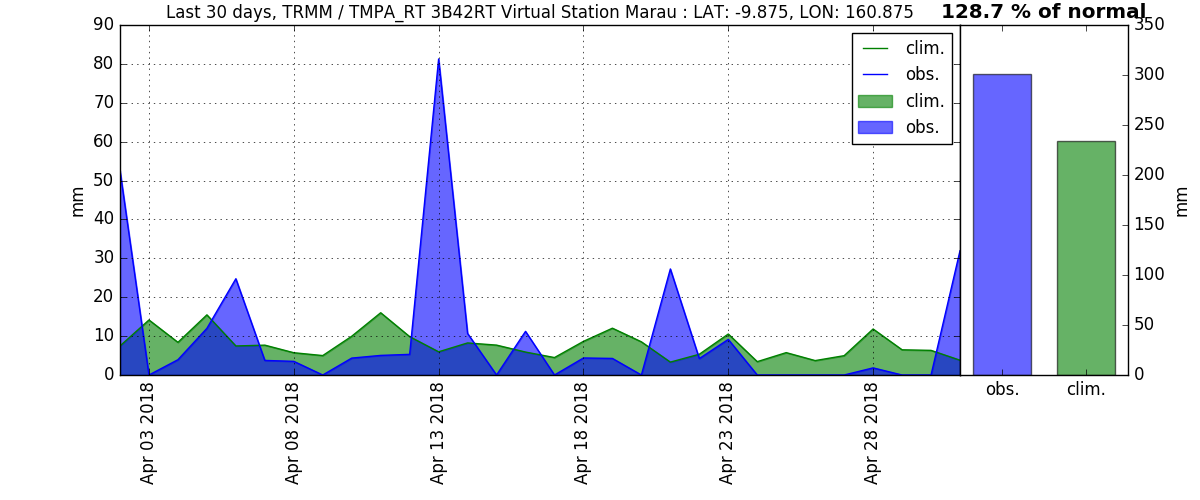 Last 30 days, TRMM / TMPA_RT 3B42RT Virtual Station Marau : LAT: -9.875, LON: 160.875
128.7 % of normal
90
80
70
60
50
40
30
20
10
0
mm
clim.
obs.
clim.
obs.
Apr 03 2018
Apr 08 2018
Apr 13 2018
Apr 18 2018
Apr 23 2018
Apr 28 2018
350
300
250
200
150
100
50
0
mm
obs.
clim.